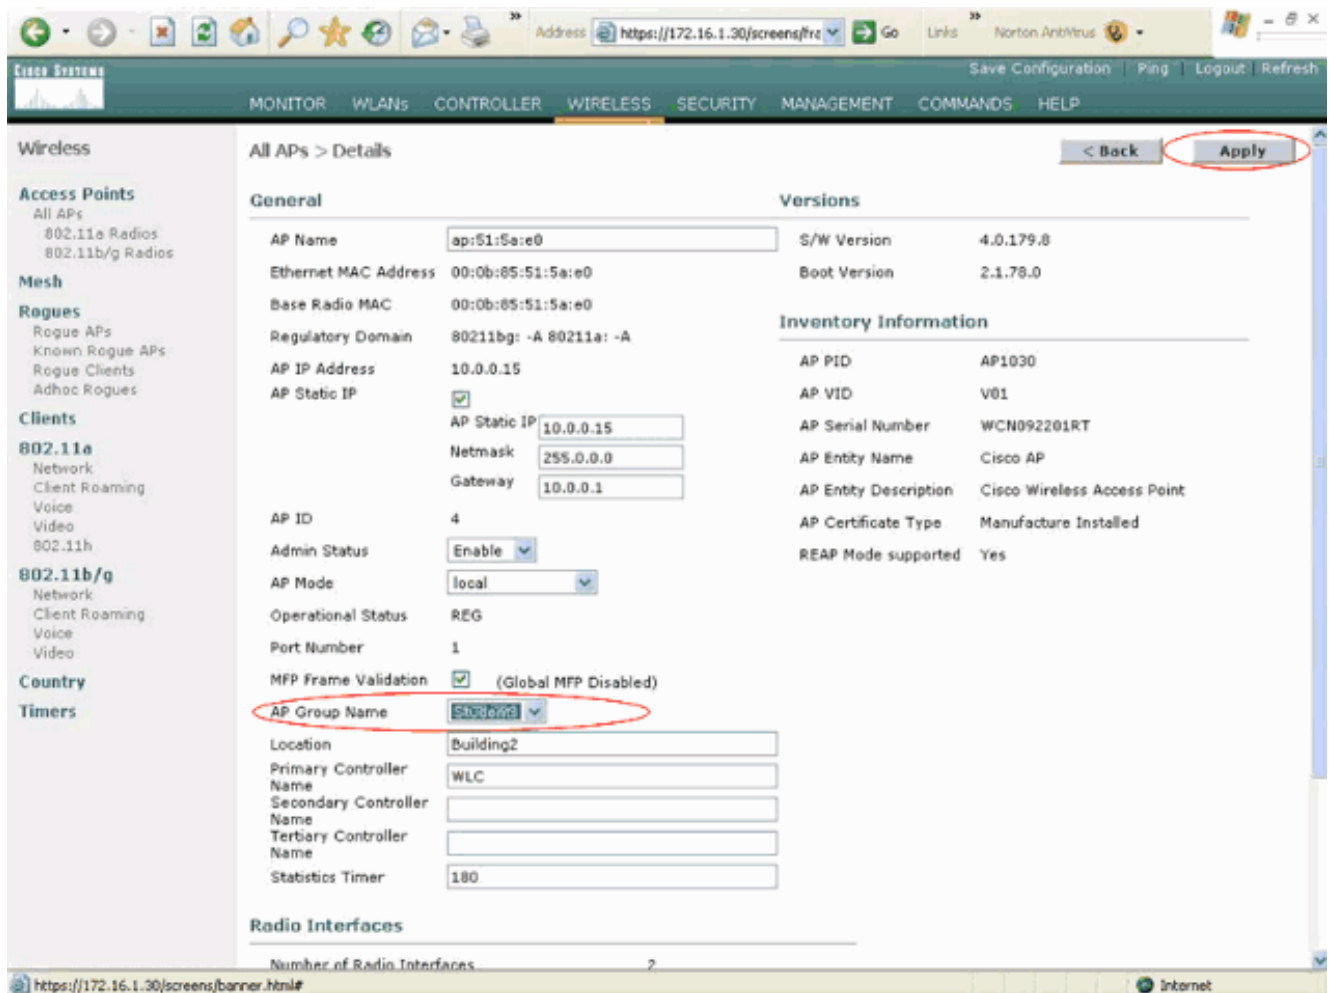 Address https://172.16.1.30/screens/fra Go Links Norton AntiVirus
CISCO SYSTEMS
Save Configuration Ping Logout Refresh
MONITOR WLANs CONTROLLER WIRELESS SECURITY MANAGEMENT COMMANDS HELP
Wireless
Access Points
All APs
802.11a Radios
802.11b/g Radios
Mesh
Rogues
Rogue APs
Known Rogue APs
Rogue Clients
Adhoc Rogues
Clients
802.11a
Network
Client Roaming
Voice
Video
802.11h
802.11b/g
Network
Client Roaming
Voice
Video
Country
Timers
All APs > Details
< Back Apply
General
AP Name ap:51:5a:e0
Ethernet MAC Address 00:0b:85:51:5a:e0
Base Radio MAC 00:0b:85:51:5a:e0
Regulatory Domain 80211bg: -A 80211a: -A
AP IP Address 10.0.0.15
AP Static IP
AP Static IP 10.0.0.15
Netmask 255.0.0.0
Gateway 10.0.0.1
AP ID 4
Admin Status Enable
AP Mode local
Operational Status REG
Port Number 1
MFP Frame Validation (Global MFP Disabled)
AP Group Name
Location Building2
Primary Controller Name WLC
Secondary Controller Name
Tertiary Controller Name
Statistics Timer 180
Radio Interfaces
Number of Radio Interfaces 2
Versions
S/W Version 4.0.179.8
Boot Version 2.1.78.0
Inventory Information
AP PID AP1030
AP VID V01
AP Serial Number WCN092201RT
AP Entity Name Cisco AP
AP Entity Description Cisco Wireless Access Point
AP Certificate Type Manufacture Installed
REAP Mode supported Yes
https://172.16.1.30/screens/banner.html# Internet